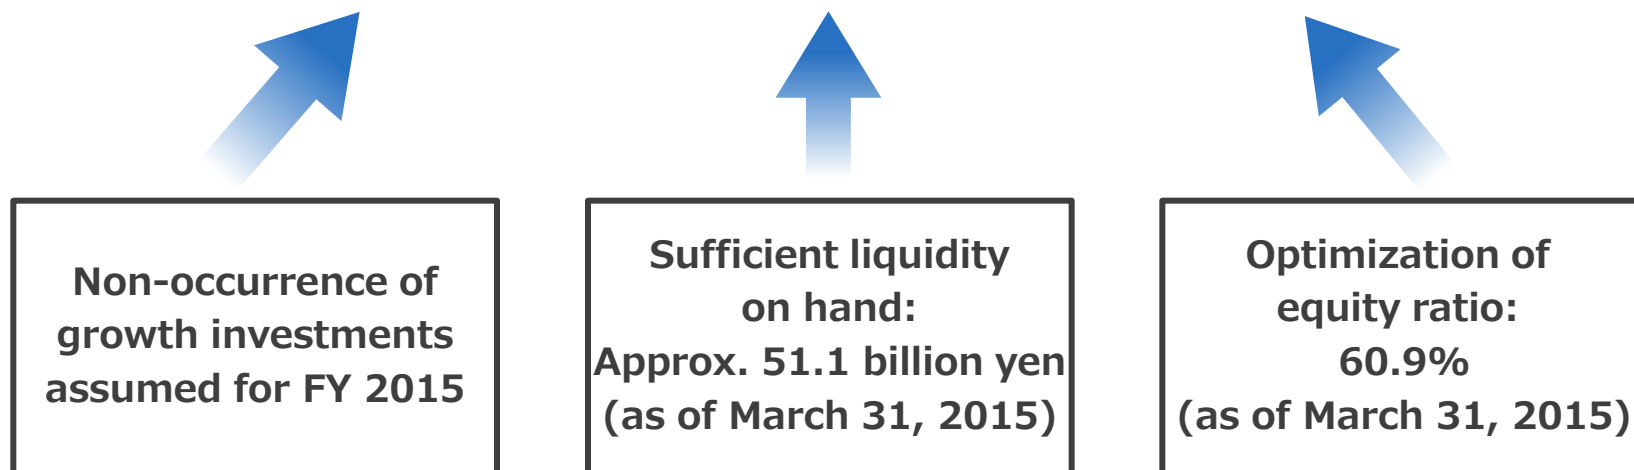 Non-occurrence of
growth investments
assumed for FY 2015
Sufficient liquidity
on hand:
Approx. 51.1 billion yen
(as of March 31, 2015)
Optimization of
equity ratio:
60.9%
(as of March 31, 2015)